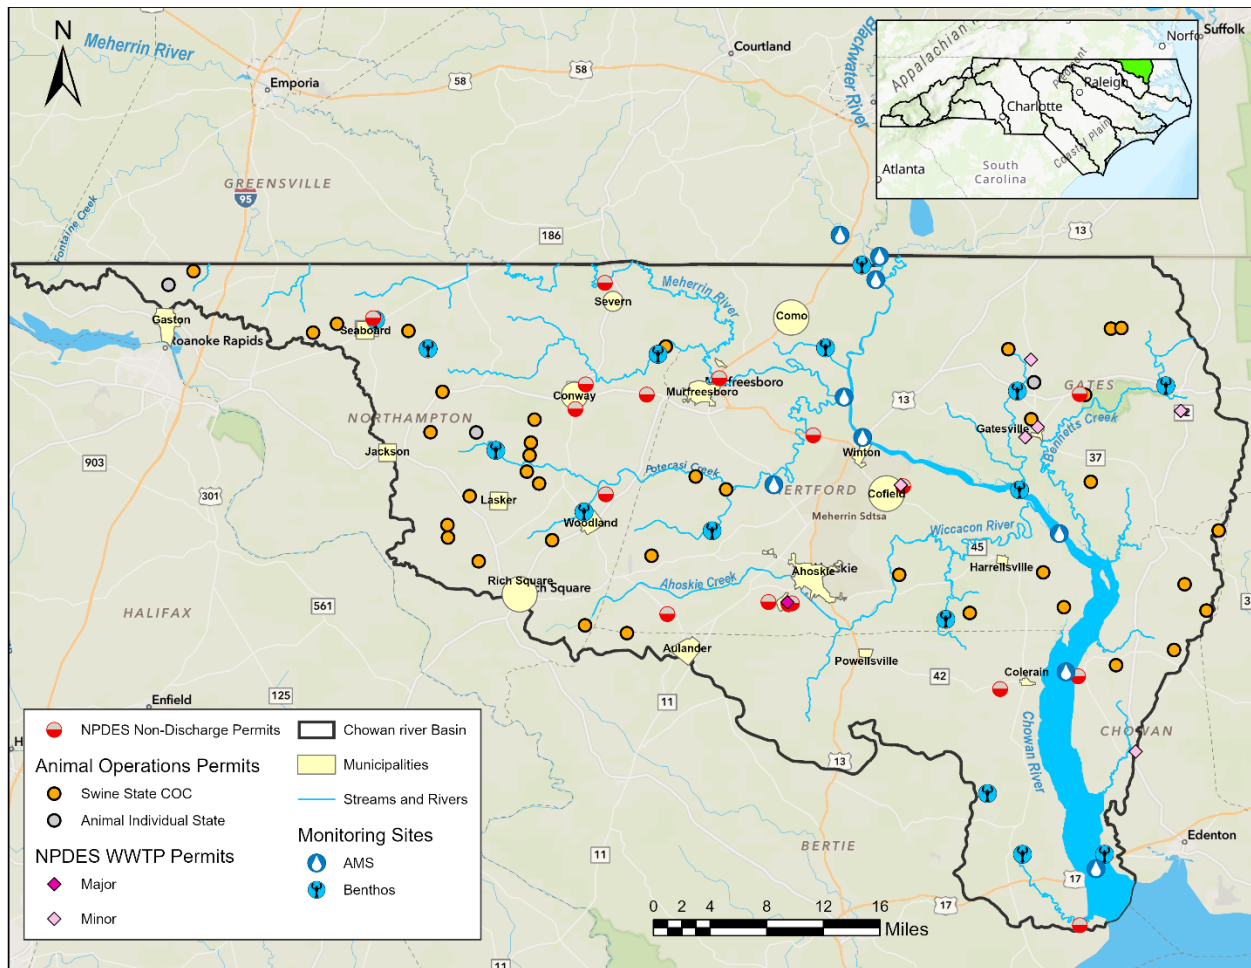 N
Meherrin River
Emporia
58
58
Courtland
Blackwater River
Suffolk
Appalachian
Piedmont
Raleigh
Charlotte
Coastal Plain
Atlanta
South
Carolina
GREENSVILLE
95
Fontaine Creek
186
13
Meherrin River
Severn
Como
Gaston
Roanoke Rapids
Seaboard
Conway
Murfreesboro
Murfreesboro
13
GATES
Gatesville
Bennetts Creek
37
NORTHAMPTON
Jackson
903
301
Potecasi Creek
Winton
Lasker
Woodland
HERTFORD
Cofield
Meherrin Sdtsa
Wiccacon River
45
Harrellsville
Rich Square
Rich Square
Ahoskie Creek
Ahoskie
HALIFAX
561
Aulander
Powellsville
42
Colerain
11
Enfield
125
13
Chowan River
CHOWAN
Edenton
BERTIE
11
17
17
NPDES Non-Discharge Permits
Animal Operations Permits
Swine State COC
Animal Individual State
NPDES WWTP Permits
Major
Minor
Chowan river Basin
Municipalities
Streams and Rivers
Monitoring Sites
AMS
Benthos
0 2 4 8 12 16
Miles